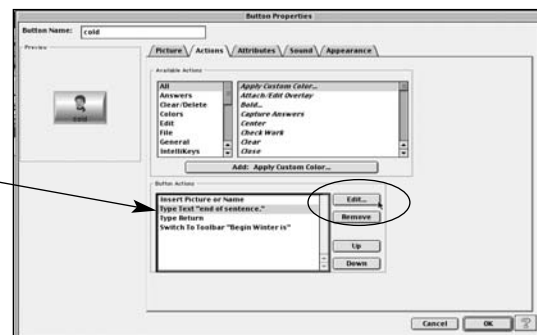 Button Properties
Button Name: cold
Preview
cold
Picture Actions Attributes Sound Appearance
Available Actions
All
Answers
Clear/Delete
Colors
Edit
File
General
IntelliKeys
Apply Custom Color...
Attach/Edit Overlay
Bold...
Capture Answers
Center
Check Work
Clear
Close
Add: Apply Custom Color...
Button Actions
Insert Picture or Name
Type Text "end of sentence."
Type Return
Switch To Toolbar "Begin Winter is"
Edit...
Remove
Up
Down
Cancel
OK
?